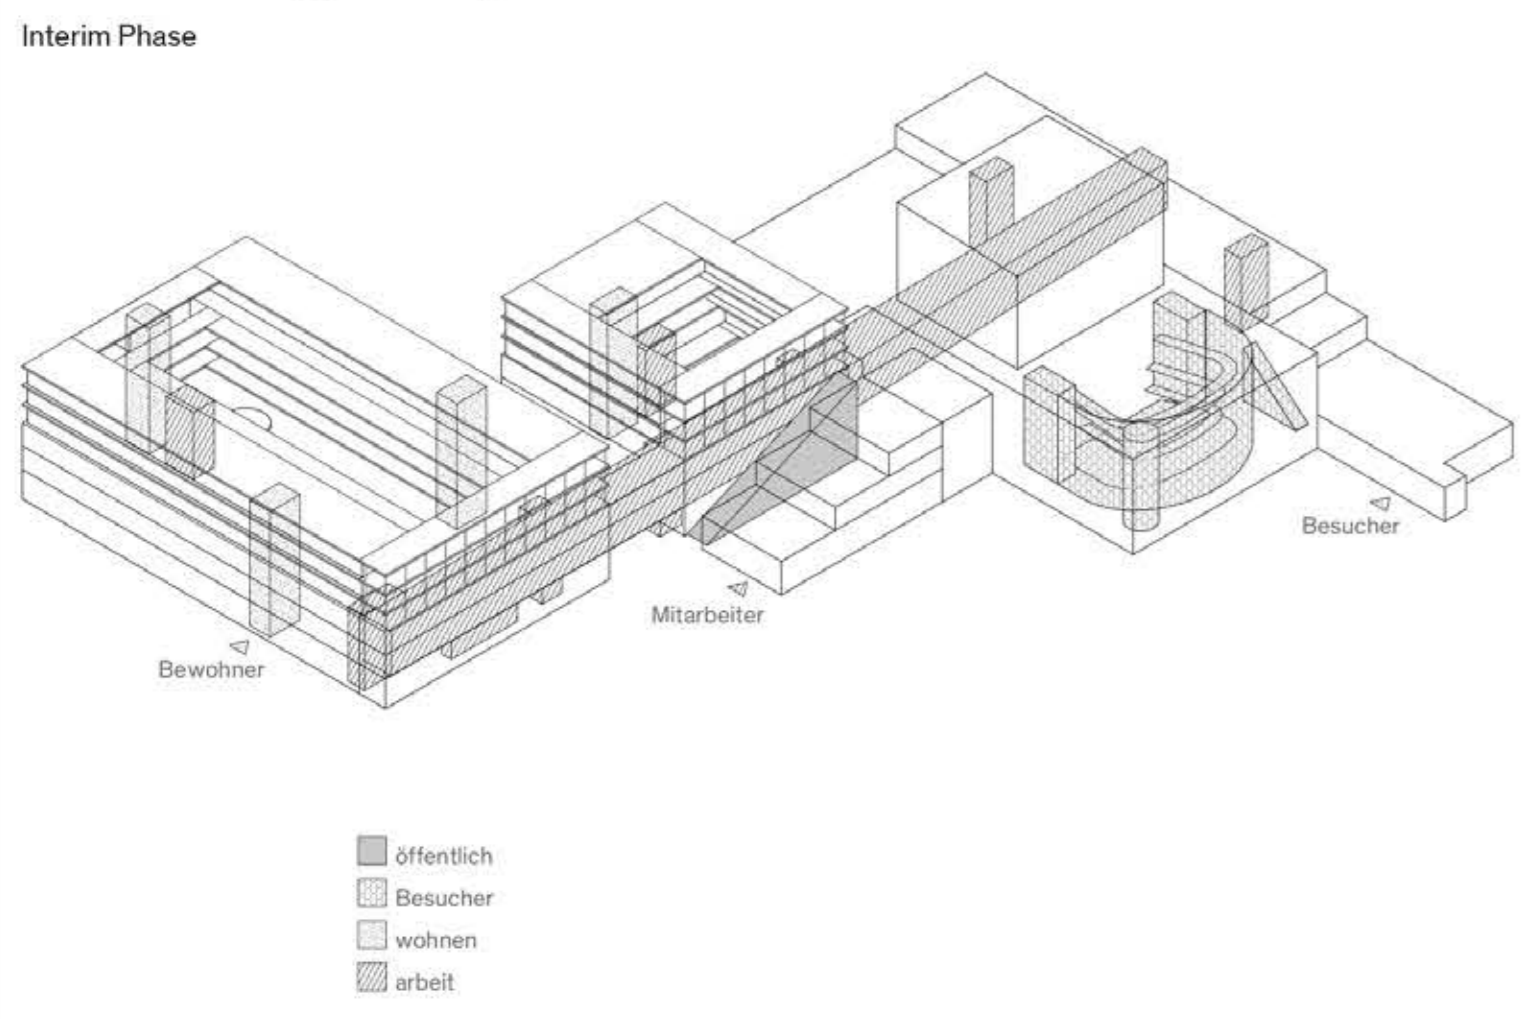 Interim Phase
Besucher
Mitarbeiter
Bewohner
öffentlich
Besucher
wohnen
arbeit